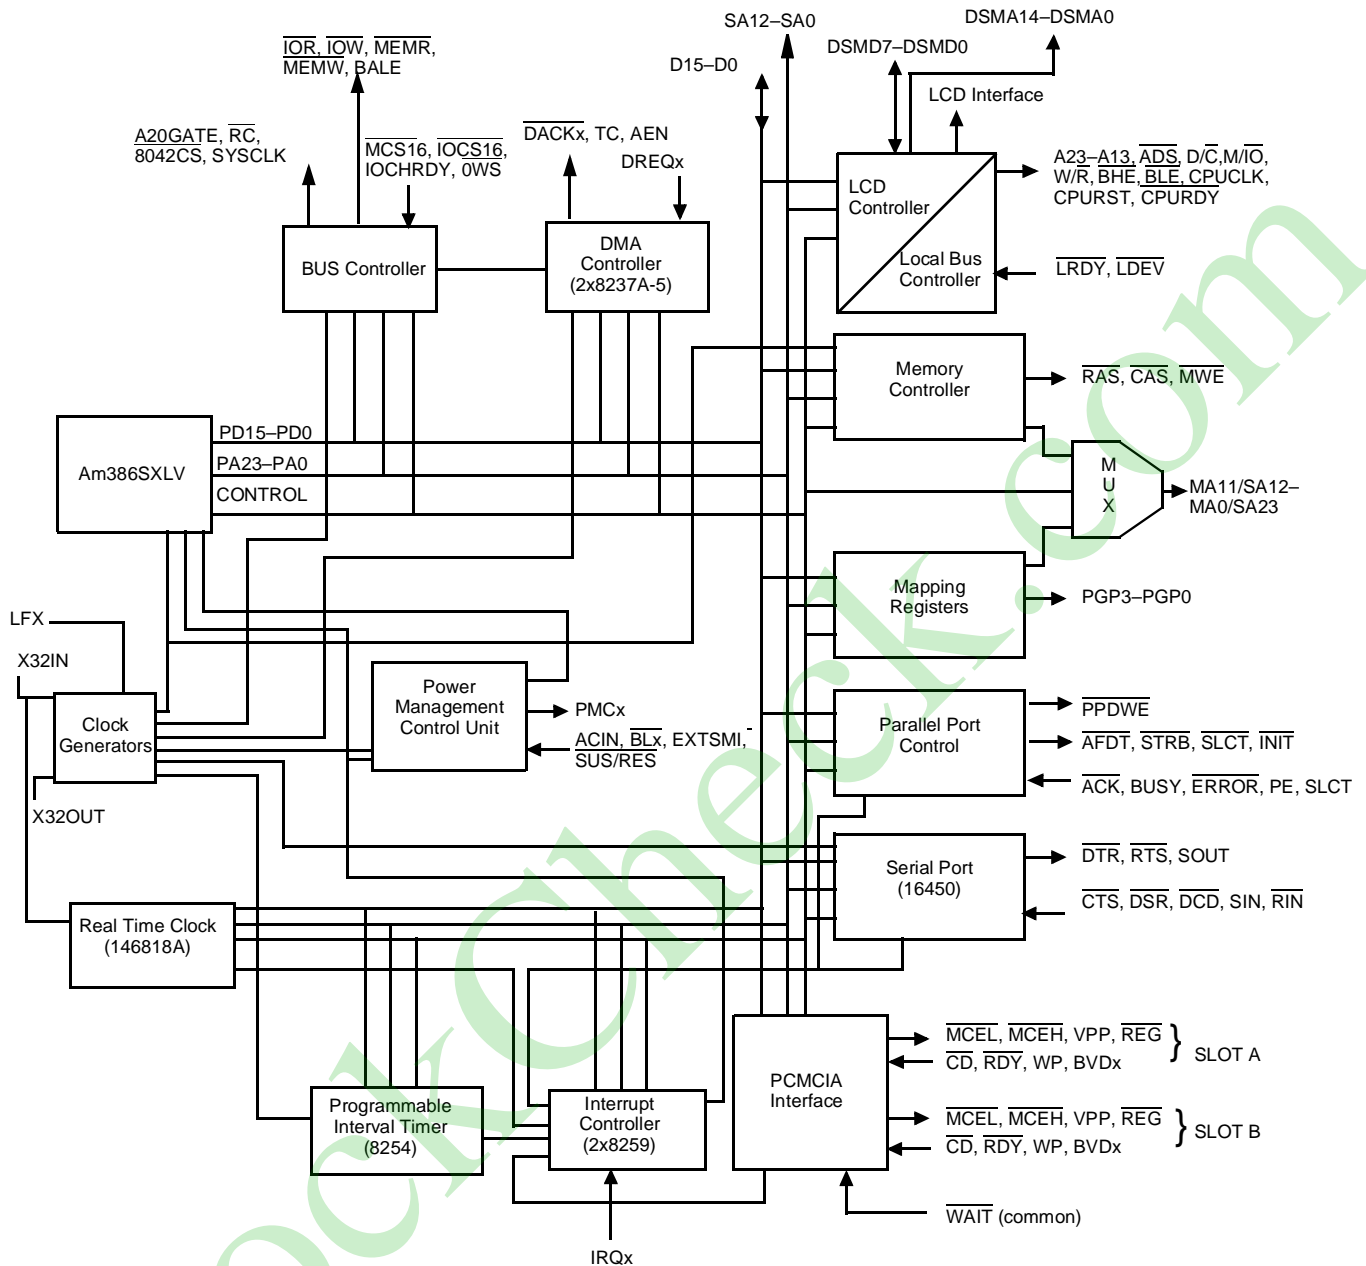 SA12–SA0
DSMA14–DSMA0
IOR, IOW, MEMR,
MEMW, BALE
D15–D0
DSMD7–DSMD0
LCD Interface
A20GATE, RC,
8042CS, SYSCLK
MCS16, IOCS16,
IOCHRDY, 0WS
DACKx, TC, AEN
DREQx
A23–A13, ADS, D/C,M/IO,
W/R, BHE, BLE, CPUCLK,
CPURST, CPURDY
LCD
Controller
Local Bus
Controller
LRDY, LDEV
BUS Controller
DMA
Controller
(2x8237A-5)
Memory
Controller
RAS, CAS, MWE
Am386SXLV
PD15–PD0
PA23–PA0
CONTROL
M
U
X
MA11/SA12–
MA0/SA23
Mapping
Registers
PGP3–PGP0
LFX
X32IN
Clock
Generators
X32OUT
Power
Management
Control Unit
PMCx
ACIN, BLx, EXTSMI,
SUS/RES
Parallel Port
Control
PPDWE
AFDT, STRB, SLCT, INIT
ACK, BUSY, ERROR, PE, SLCT
Serial Port
(16450)
DTR, RTS, SOUT
CTS, DSR, DCD, SIN, RIN
Real Time Clock
(146818A)
Programmable
Interval Timer
(8254)
Interrupt
Controller
(2x8259)
IRQx
PCMCIA
Interface
MCEL, MCEH, VPP, REG
CD, RDY, WP, BVDx
} SLOT A
MCEL, MCEH, VPP, REG
CD, RDY, WP, BVDx
} SLOT B
WAIT (common)
ockCheck.com